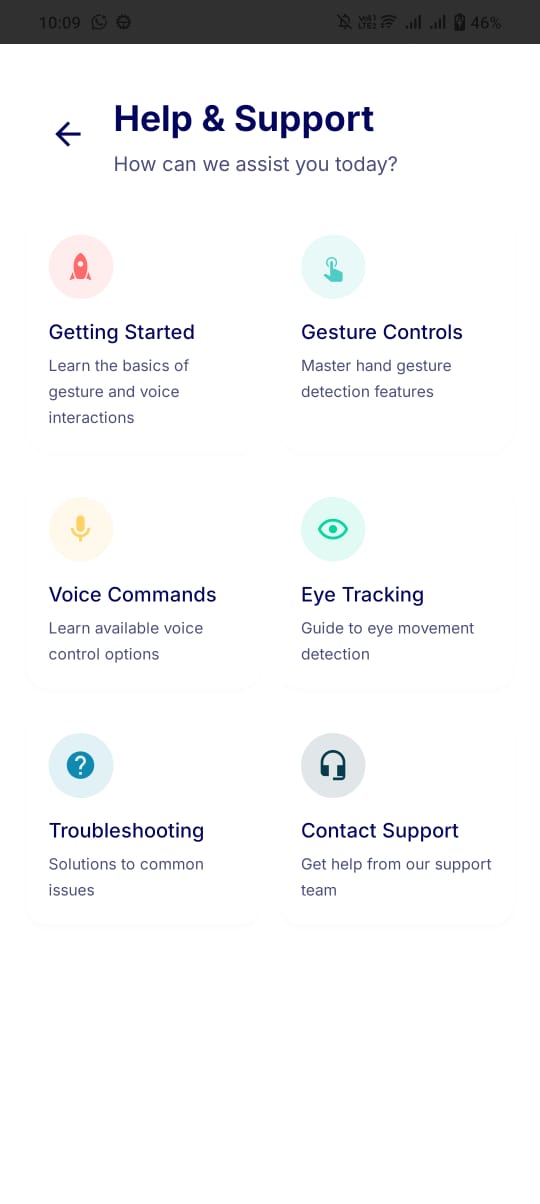 10:09 46%
Help & Support
How can we assist you today?
Getting Started
Learn the basics of
gesture and voice
interactions
Gesture Controls
Master hand gesture
detection features
Voice Commands
Learn available voice
control options
Eye Tracking
Guide to eye movement
detection
Troubleshooting
Solutions to common
issues
Contact Support
Get help from our support
team